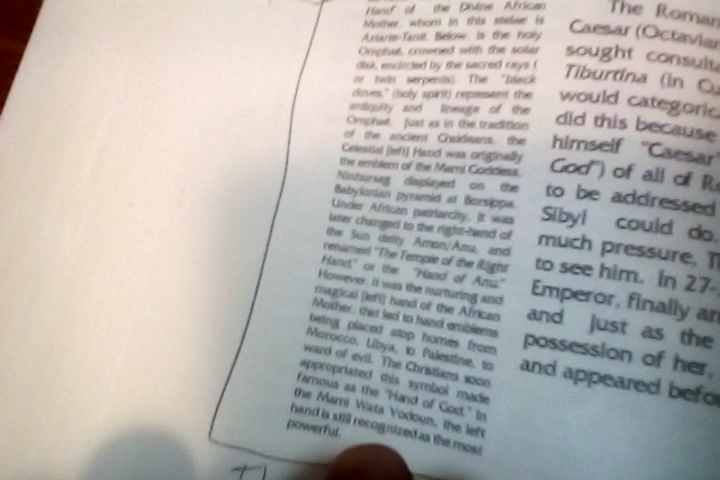 Hand" of the Divine African
Mother, whom in this stelae is
Astarte-Tanit. Below, is the holy
Omphaé, crowned with the solar
disk, encircled by the sacred rays (
or twin serpents). The "black
doves," (holy spirit) represent the
antiquity and lineage of the
Omphaé. Just as in the tradition
of the ancient Chaldeans, the
Celestial (left) Hand was originally
the emblem of the Mami Goddess,
Ninhursag displayed on the
Babylonian pyramid at Borsippa.
Under African patriarchy, it was
later changed to the right-hand of
the Sun deity Amon/Anu, and
renamed "The Temple of the Right
Hand," or the "Hand of Anu."
However, it was the nurturing and
magical (left) hand of the African
Mother, that led to hand emblems
being placed atop homes from
Morocco, Libya, to Palestine, to
ward of evil. The Christians soon
appropriated this symbol made
famous as the "Hand of God." In
the Mami Wata Vodoun, the left
hand is still recognized as the most
powerful.
The Roman
Caesar (Octavian
sought consulta
Tiburtina (in Cu
would categoric
did this because
himself "Caesar
God") of all of R
to be addressed
Sibyl could do,
much pressure, T
to see him. In 27-
Emperor, finally an
and just as the
possession of her,
and appeared befo